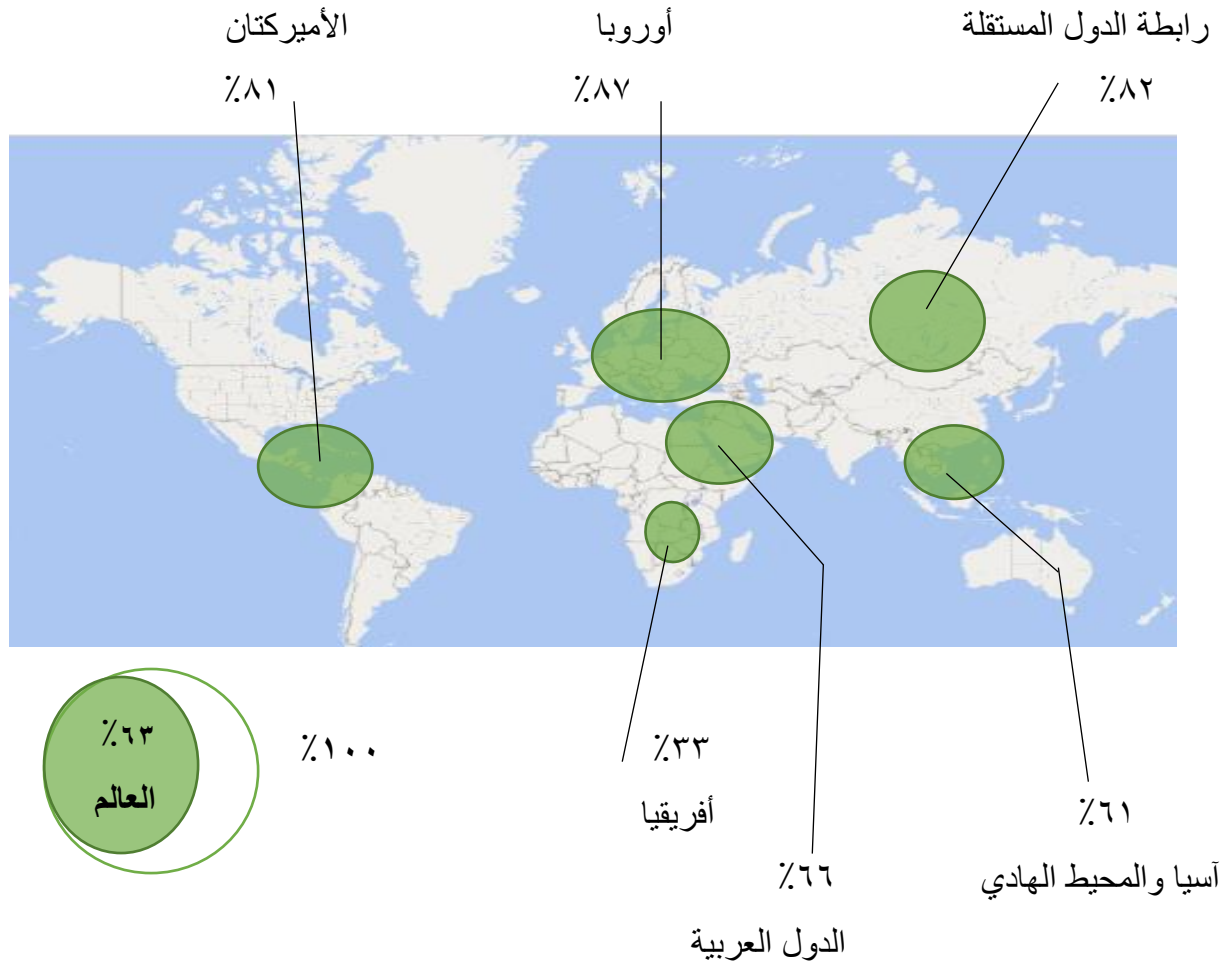 رابطة الدول المستقلة
٪٨٢
أوروبا
٪٨٧
الأميركتان
٪٨١
٪٦١
آسيا والمحيط الهادي
٪٣٣
أفريقيا
٪٦٦
الدول العربية
٪١٠٠
٪٦٣
العالم